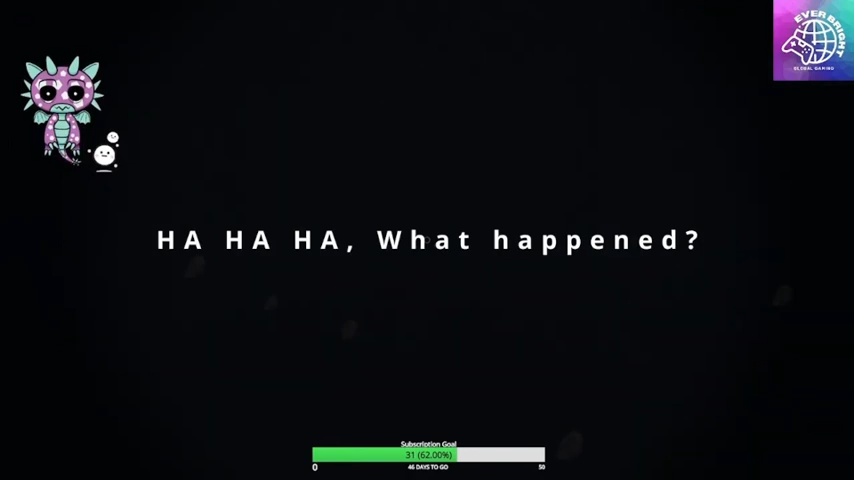 EVER BRIGHT
GLOBAL GAMING
HA HA HA, What happened?
Subscription Goal
31 (62.00%)
0
46 DAYS TO GO
50